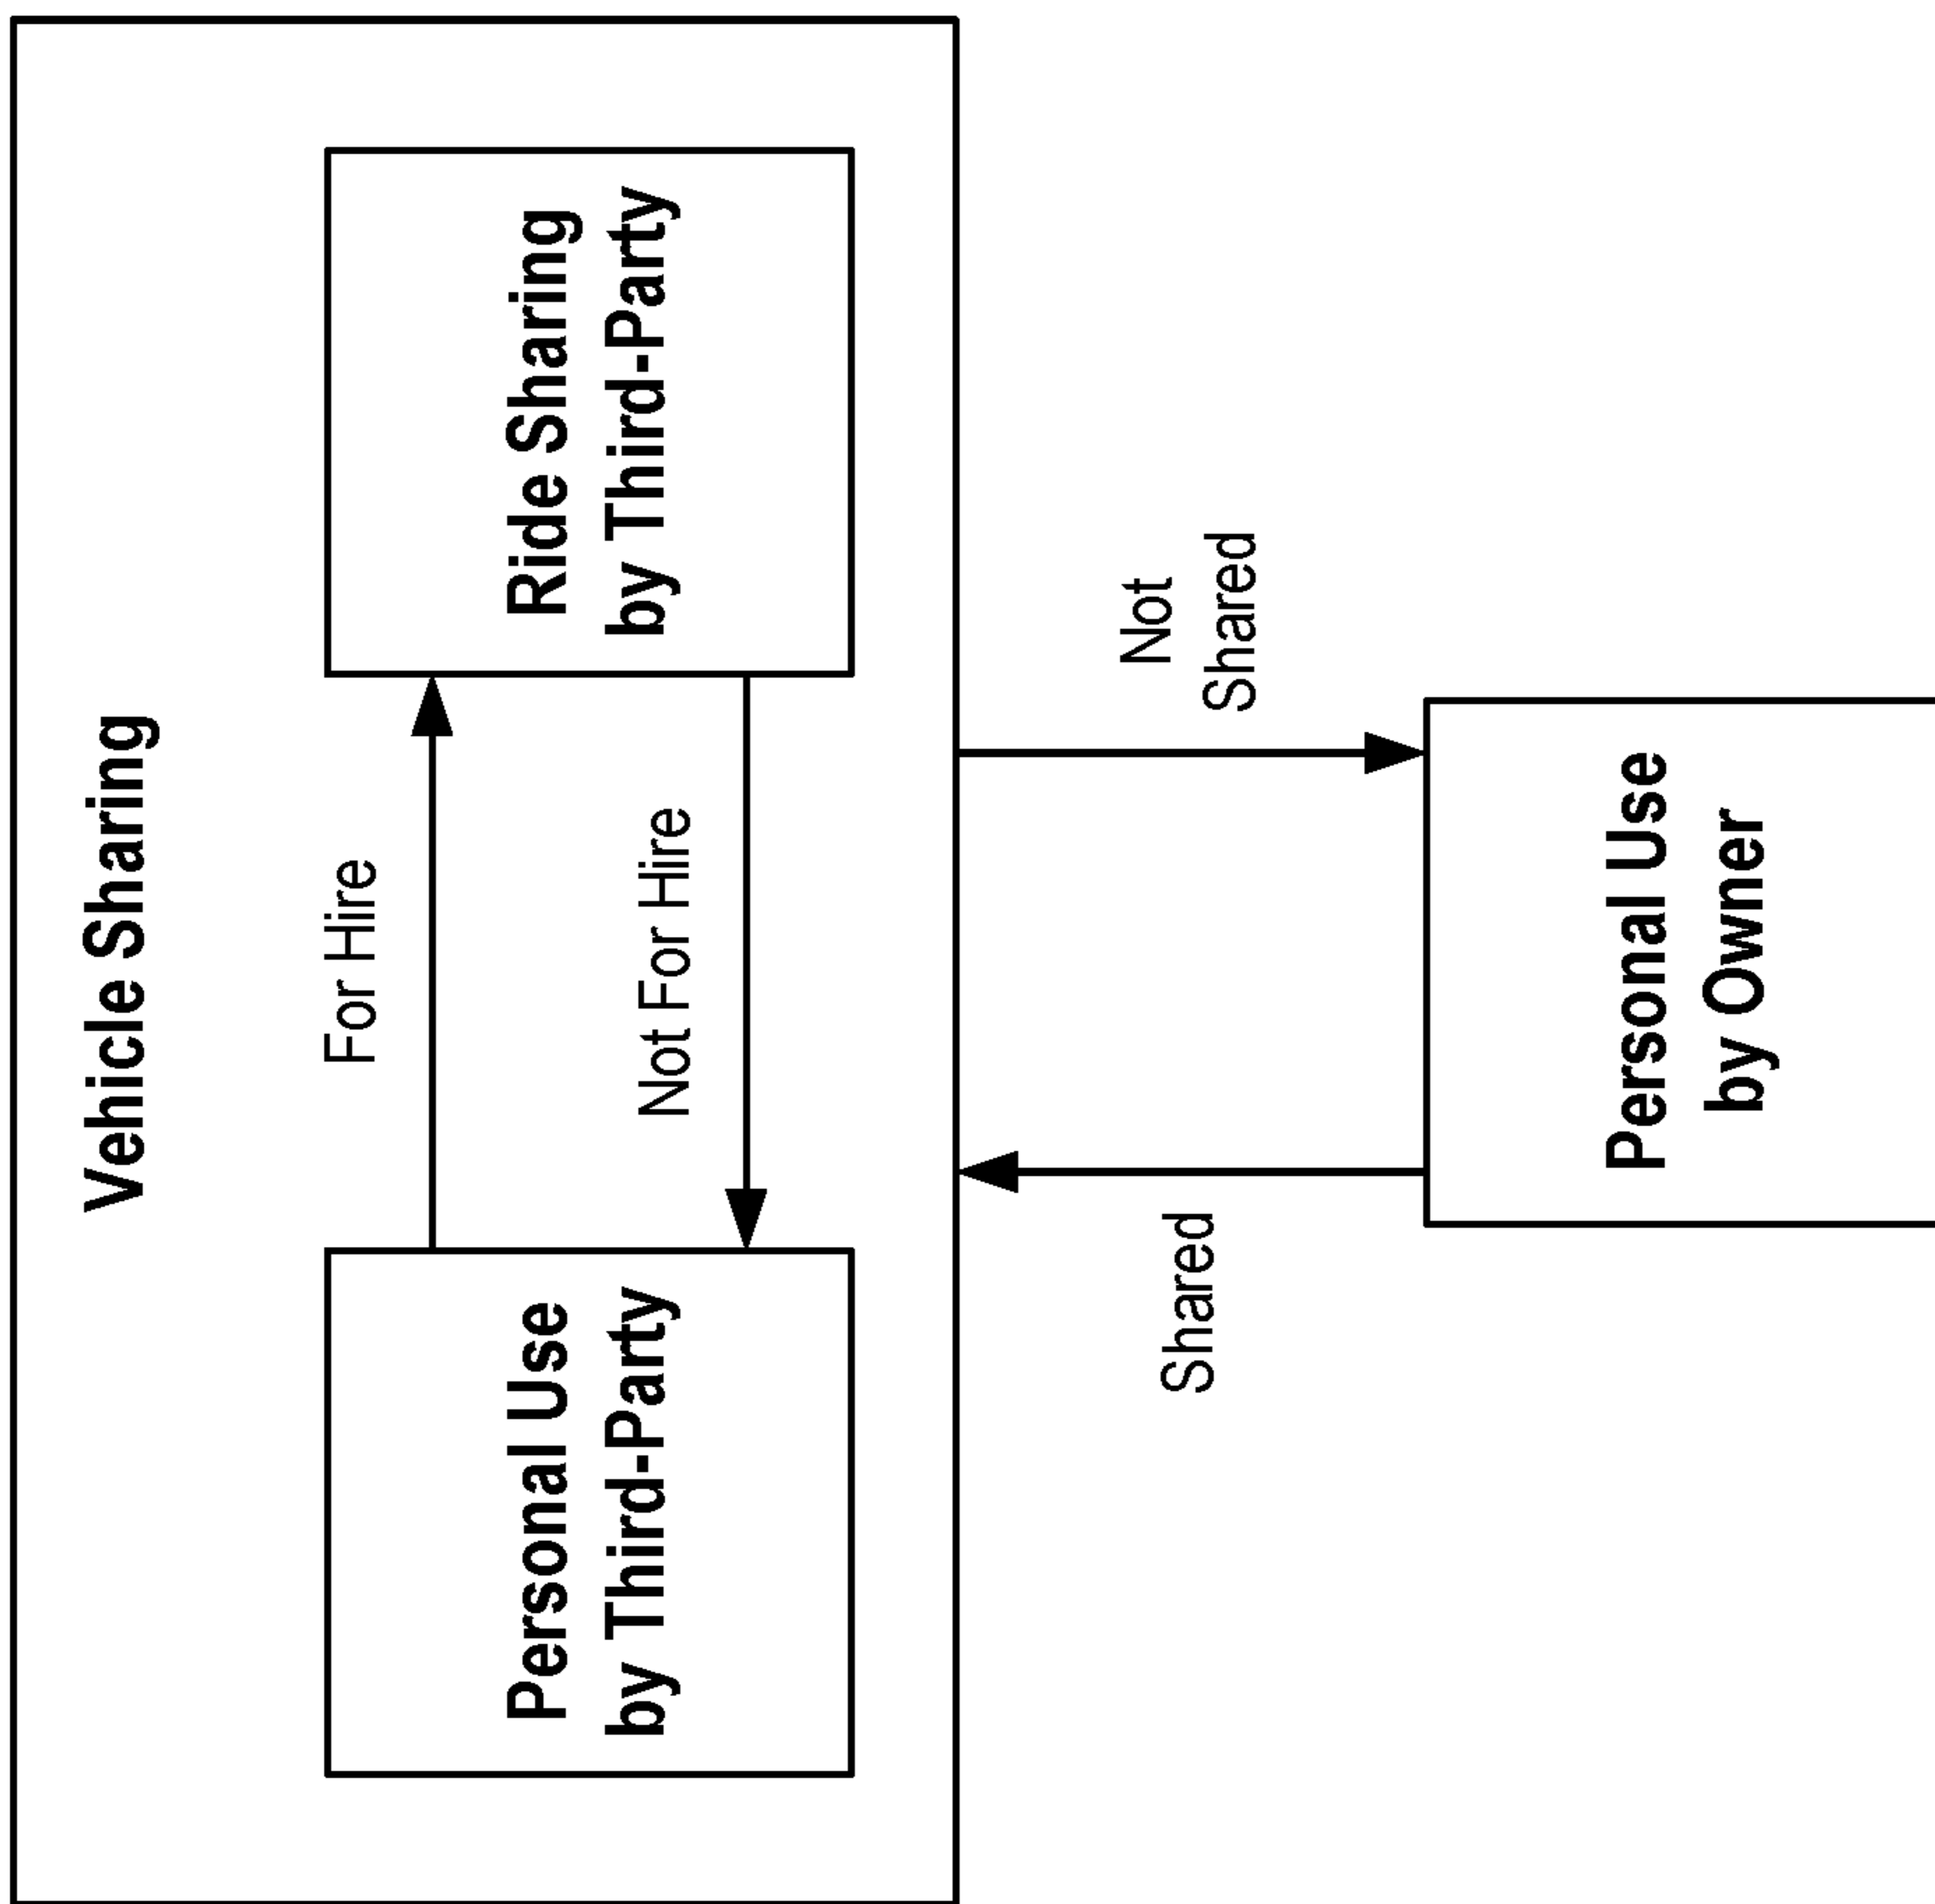 Vehicle Sharing
Personal Use
by Third-Party
For Hire
Not For Hire
Ride Sharing
by Third-Party
Shared
Not
Shared
Personal Use
by Owner